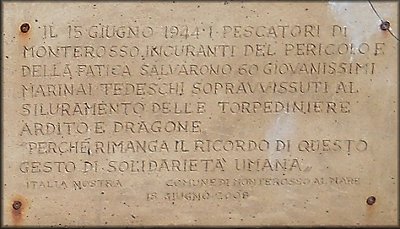 IL 15 GIUGNO 1944 I PESCATORI DI
MONTEROSSO, INCURANTI DEL PERICOLO E
DELLA FATICA SALVARONO 60 GIOVANISSIMI
MARINAI TEDESCHI SOPRAVVISSUTI AL
SILURAMENTO DELLE TORPEDINIERE
ARDITO E DRAGONE
"PERCHÈ RIMANGA IL RICORDO DI QUESTO
GESTO DI SOLIDARIETÀ UMANA"
ITALIA NOSTRA COMUNE DI MONTEROSSO AL MARE
18 GIUGNO 2006